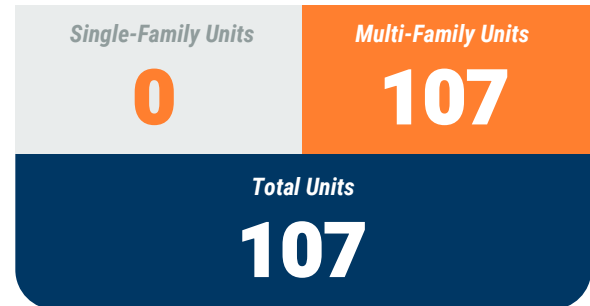 Single-Family Units
0
Multi-Family Units
107
Total Units
107